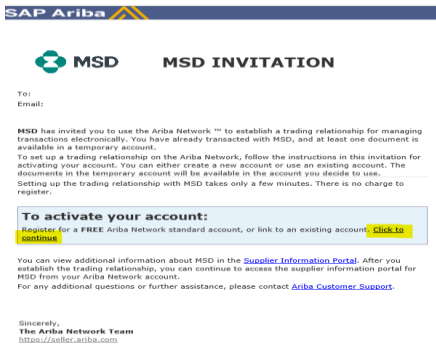 SAP Ariba
MSD
MSD INVITATION
To:
Email:
MSD has invited you to use the Ariba Network ™ to establish a trading relationship for managing
transactions electronically. You have already transacted with MSD, and at least one document is
available in a temporary account.
To set up a trading relationship on the Ariba Network, follow the instructions in this invitation for
activating your account. You can either create a new account or use an existing account. The
documents in the temporary account will be available in the account you decide to use.
Setting up the trading relationship with MSD takes only a few minutes. There is no charge to
register.
To activate your account:
Register for a FREE Ariba Network standard account, or link to an existing account. Click to
continue
You can view additional information about MSD in the Supplier Information Portal. After you
establish the trading relationship, you can continue to access the supplier information portal for
MSD from your Ariba Network account.
For any additional questions or further assistance, please contact Ariba Customer Support.
Sincerely,
The Ariba Network Team
https://seller.ariba.com